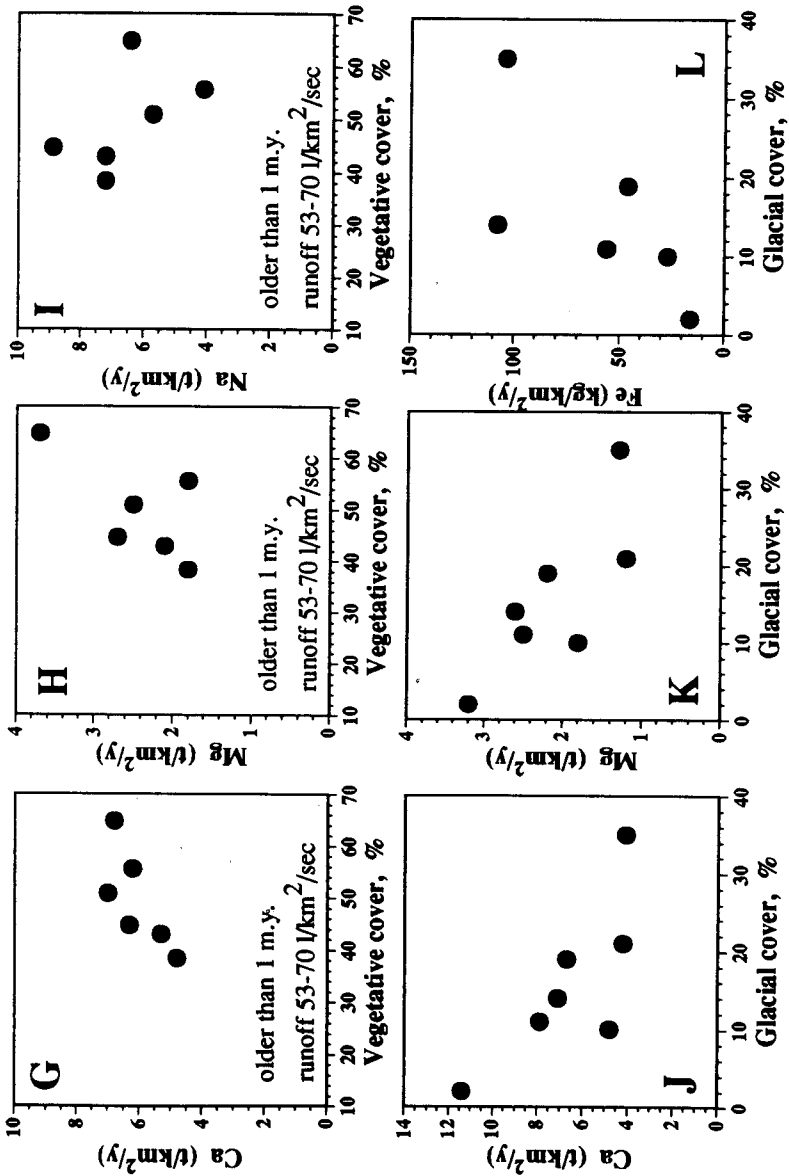 G
Ca (t/km²/y)
10
8
6
4
2
0
older than 1 m.y.
runoff 53-70 l/km²/sec
10 20 30 40 50 60 70
Vegetative cover, %
H
Mg (t/km²/y)
4
3
2
1
0
older than 1 m.y.
runoff 53-70 l/km²/sec
10 20 30 40 50 60 70
Vegetative cover, %
I
Na (t/km²/y)
10
8
6
4
2
0
older than 1 m.y.
runoff 53-70 l/km²/sec
10 20 30 40 50 60 70
Vegetative cover, %
J
Ca (t/km²/y)
14
12
10
8
6
4
2
0
0 10 20 30 40
Glacial cover, %
K
Mg (t/km²/y)
4
3
2
1
0
0 10 20 30 40
Glacial cover, %
L
Fe (kg/km²/y)
150
100
50
0
0 10 20 30 40
Glacial cover, %